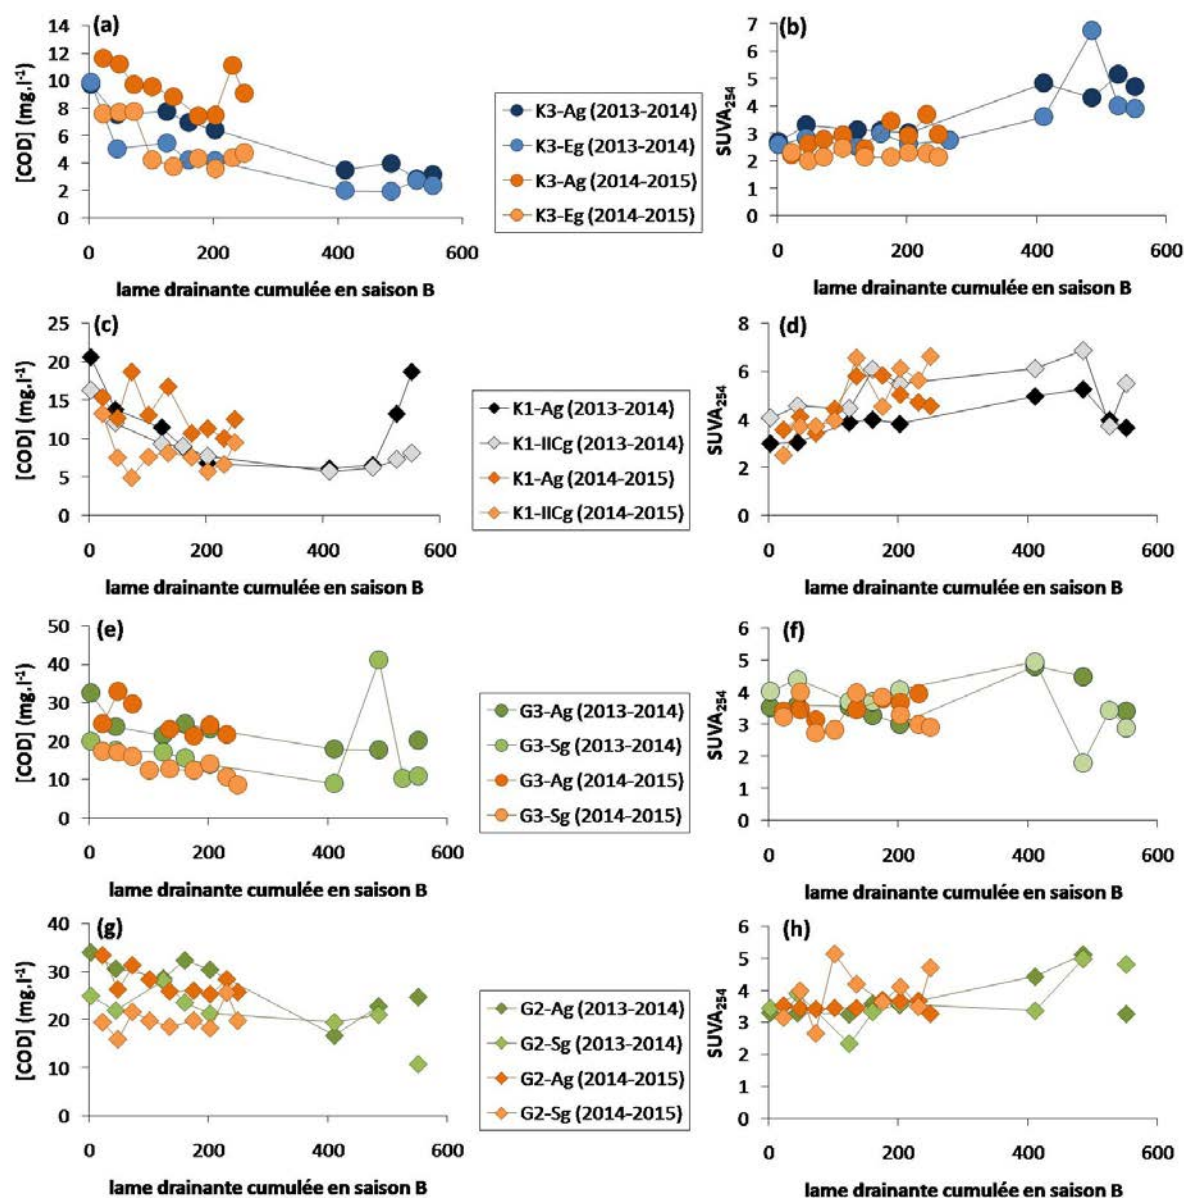 (a)
[COD] (mg.l⁻¹)
14
12
10
8
6
4
2
0
0 200 400 600
lame drainante cumulée en saison B
K3-Ag (2013-2014)
K3-Eg (2013-2014)
K3-Ag (2014-2015)
K3-Eg (2014-2015)
(b)
SUVA₂₅₄
7
6
5
4
3
2
1
0
0 200 400 600
lame drainante cumulée en saison B
(c)
[COD] (mg.l⁻¹)
25
20
15
10
5
0
0 200 400 600
lame drainante cumulée en saison B
K1-Ag (2013-2014)
K1-IICg (2013-2014)
K1-Ag (2014-2015)
K1-IICg (2014-2015)
(d)
SUVA₂₅₄
8
6
4
2
0
0 200 400 600
lame drainante cumulée en saison B
(e)
[COD] (mg.l⁻¹)
50
40
30
20
10
0
0 200 400 600
lame drainante cumulée en saison B
G3-Ag (2013-2014)
G3-Sg (2013-2014)
G3-Ag (2014-2015)
G3-Sg (2014-2015)
(f)
SUVA₂₅₄
6
5
4
3
2
1
0
0 200 400 600
lame drainante cumulée en saison B
(g)
[COD] (mg.l⁻¹)
40
30
20
10
0
0 200 400 600
lame drainante cumulée en saison B
G2-Ag (2013-2014)
G2-Sg (2013-2014)
G2-Ag (2014-2015)
G2-Sg (2014-2015)
(h)
SUVA₂₅₄
6
5
4
3
2
1
0
0 200 400 600
lame drainante cumulée en saison B